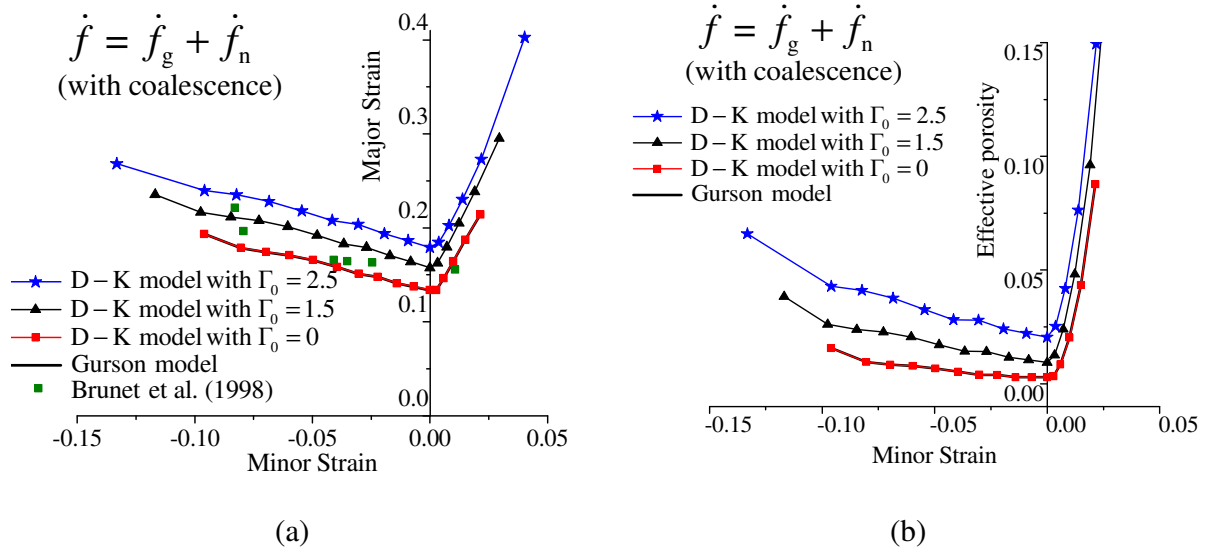 ḟ = ḟg + ḟn
(with coalescence)
Major Strain
0.4
0.3
0.2
0.1
0.0
D – K model with Γ0 = 2.5
D – K model with Γ0 = 1.5
D – K model with Γ0 = 0
Gurson model
Brunet et al. (1998)
-0.15 -0.10 -0.05 0.00 0.05
Minor Strain
(a)
ḟ = ḟg + ḟn
(with coalescence)
Effective porosity
0.15
0.10
0.05
0.00
D – K model with Γ0 = 2.5
D – K model with Γ0 = 1.5
D – K model with Γ0 = 0
Gurson model
-0.15 -0.10 -0.05 0.00 0.05
Minor Strain
(b)